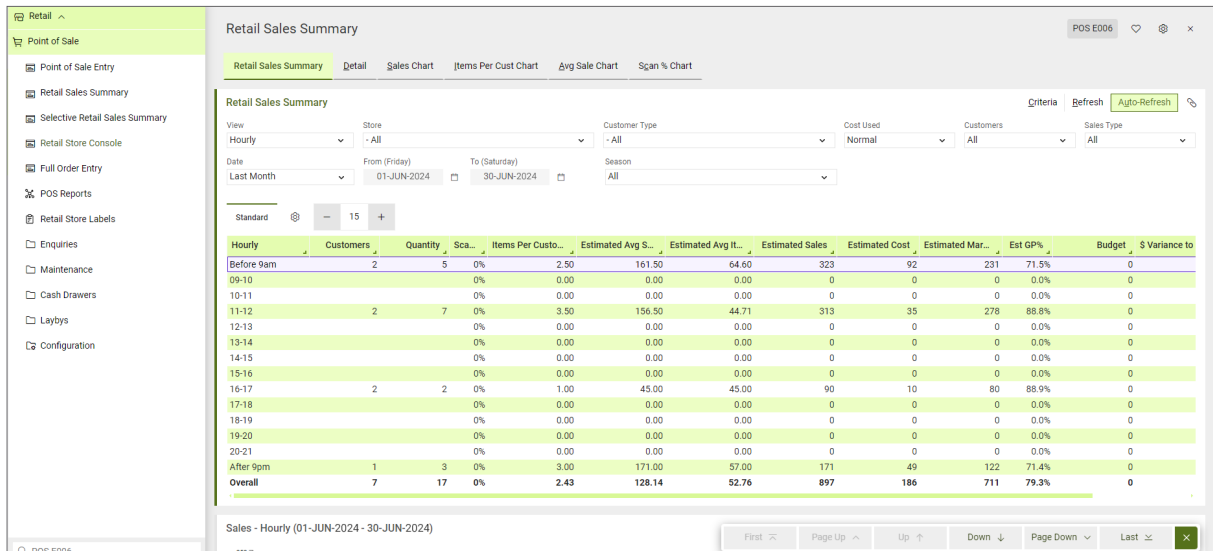 Retail
Point of Sale
Point of Sale Entry
Retail Sales Summary
Selective Retail Sales Summary
Retail Store Console
Full Order Entry
POS Reports
Retail Store Labels
Enquiries
Maintenance
Cash Drawers
Laybys
Configuration
POS E006
Retail Sales Summary POS E006
Retail Sales Summary Detail Sales Chart Items Per Cust Chart Avg Sale Chart Scan % Chart
Retail Sales Summary Criteria Refresh Auto-Refresh
View Store Customer Type Cost Used Customers Sales Type
Hourly - All - All Normal All All
Date From (Friday) To (Saturday) Season
Last Month 01-JUN-2024 30-JUN-2024 All
Standard − 15 +
Hourly Customers Quantity Sca... Items Per Custo... Estimated Avg S... Estimated Avg It... Estimated Sales Estimated Cost Estimated Mar... Est GP% Budget $ Variance to
Before 9am 2 5 0% 2.50 161.50 64.60 323 92 231 71.5% 0
09-10 0% 0.00 0.00 0.00 0 0 0 0.0% 0
10-11 0% 0.00 0.00 0.00 0 0 0 0.0% 0
11-12 2 7 0% 3.50 156.50 44.71 313 35 278 88.8% 0
12-13 0% 0.00 0.00 0.00 0 0 0 0.0% 0
13-14 0% 0.00 0.00 0.00 0 0 0 0.0% 0
14-15 0% 0.00 0.00 0.00 0 0 0 0.0% 0
15-16 0% 0.00 0.00 0.00 0 0 0 0.0% 0
16-17 2 2 0% 1.00 45.00 45.00 90 10 80 88.9% 0
17-18 0% 0.00 0.00 0.00 0 0 0 0.0% 0
18-19 0% 0.00 0.00 0.00 0 0 0 0.0% 0
19-20 0% 0.00 0.00 0.00 0 0 0 0.0% 0
20-21 0% 0.00 0.00 0.00 0 0 0 0.0% 0
After 9pm 1 3 0% 3.00 171.00 57.00 171 49 122 71.4% 0
Overall 7 17 0% 2.43 128.14 52.76 897 186 711 79.3% 0
Sales - Hourly (01-JUN-2024 - 30-JUN-2024)
First Page Up Up Down Page Down Last